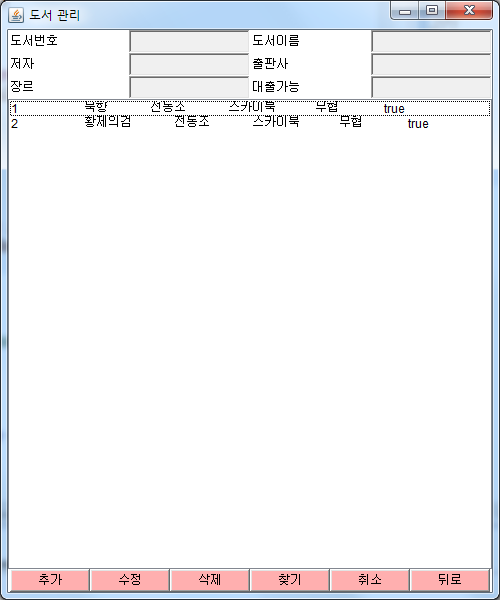 도서 관리
도서번호 도서이름
저자 출판사
장르 대출가능
1 묵향 전동조 스카이북 무협 true
2 황제의검 전동조 스카이북 무협 true
추가 수정 삭제 찾기 취소 뒤로